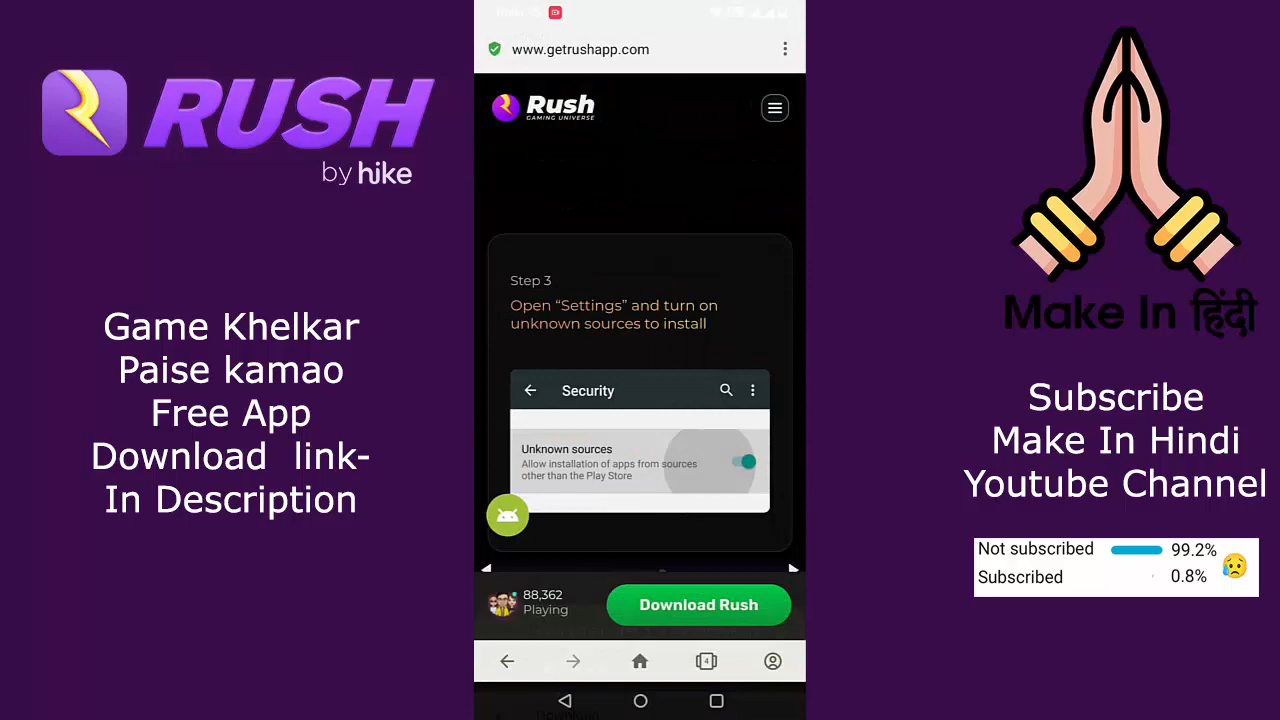 RUSH
by hike
Game Khelkar
Paise kamao
Free App
Download link-
In Description
www.getrushapp.com
Rush
GAMING UNIVERSE
Step 3
Open “Settings” and turn on
unknown sources to install
Security
Unknown sources
Allow installation of apps from sources
other than the Play Store
88,362
Playing
Download Rush
4
Download
Make In हिंदी
Subscribe
Make In Hindi
Youtube Channel
Not subscribed 99.2%
Subscribed 0.8%